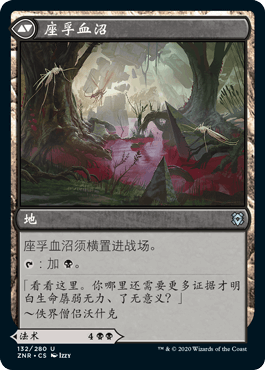 座孚血沼
地
座孚血沼须横置进战场。
：加 。
「看看这里。你哪里还需要更多证据才明
白生命孱弱无力、了无意义？」
～佚界僧侣沃什克
法术 4
132/280 U
ZNR • CS Izzy
™ & © 2020 Wizards of the Coast